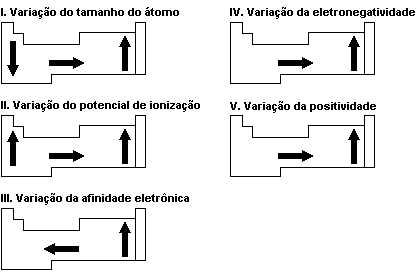 I. Variação do tamanho do átorno
IV. Variação da eletronegatividade
II. Variação do potencial de ionização
V. Variação da positividade
III. Variação da afinidade eletrônica